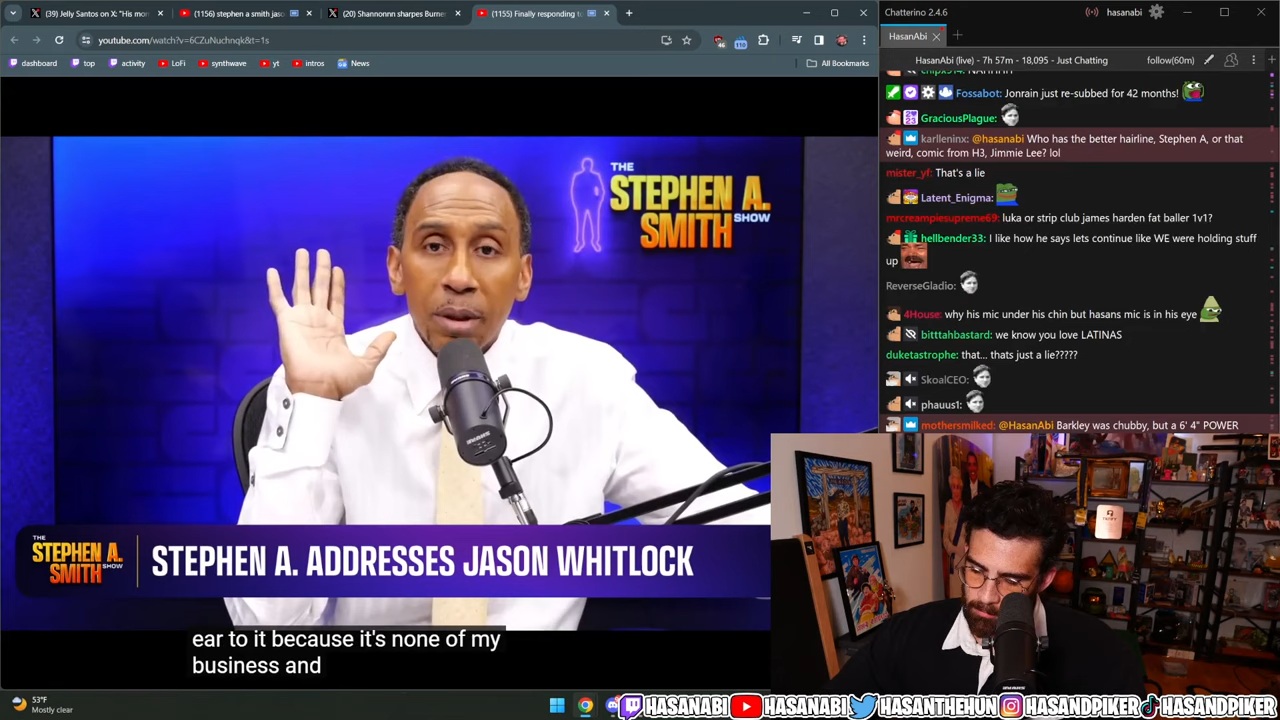 (39) Jelly Santos on X: "His mom
(1156) stephen a smith jaso
(20) Shannonnn sharpes Burner
(1155) Finally responding to
youtube.com/watch?v=6CZuNuchnqk&t=1s
46
110
dashboard
top
activity
LoFi
synthwave
yt
intros
News
All Bookmarks
THE
STEPHEN A.
SMITH SHOW
THE
STEPHEN A.
SMITH SHOW
STEPHEN A. ADDRESSES JASON WHITLOCK
ear to it because it's none of my
business and
Chatterino 2.4.6
hasanabi
HasanAbi
HasanAbi (live) - 7h 57m - 18,095 - Just Chatting
follow(60m)
Fossabot: Jonrain just re-subbed for 42 months!
GraciousPlague:
karlleninx: @hasanabi Who has the better hairline, Stephen A, or that
weird, comic from H3, Jimmie Lee? lol
mister_yf: That's a lie
Latent_Enigma:
mrcreampiesupreme69: luka or strip club james harden fat baller 1v1?
hellbender33: I like how he says lets continue like WE were holding stuff
up
ReverseGladio:
4House: why his mic under his chin but hasans mic is in his eye
bitttahbastard: we know you love LATINAS
duketastrophe: that... thats just a lie?????
SkoalCEO:
phauus1:
mothersmilked: @HasanAbi Barkley was chubby, but a 6' 4" POWER
53°F
Mostly clear
HASANABI
HASANABI
HASANTHEHUN
HASANDPIKER
HASANDPIKER